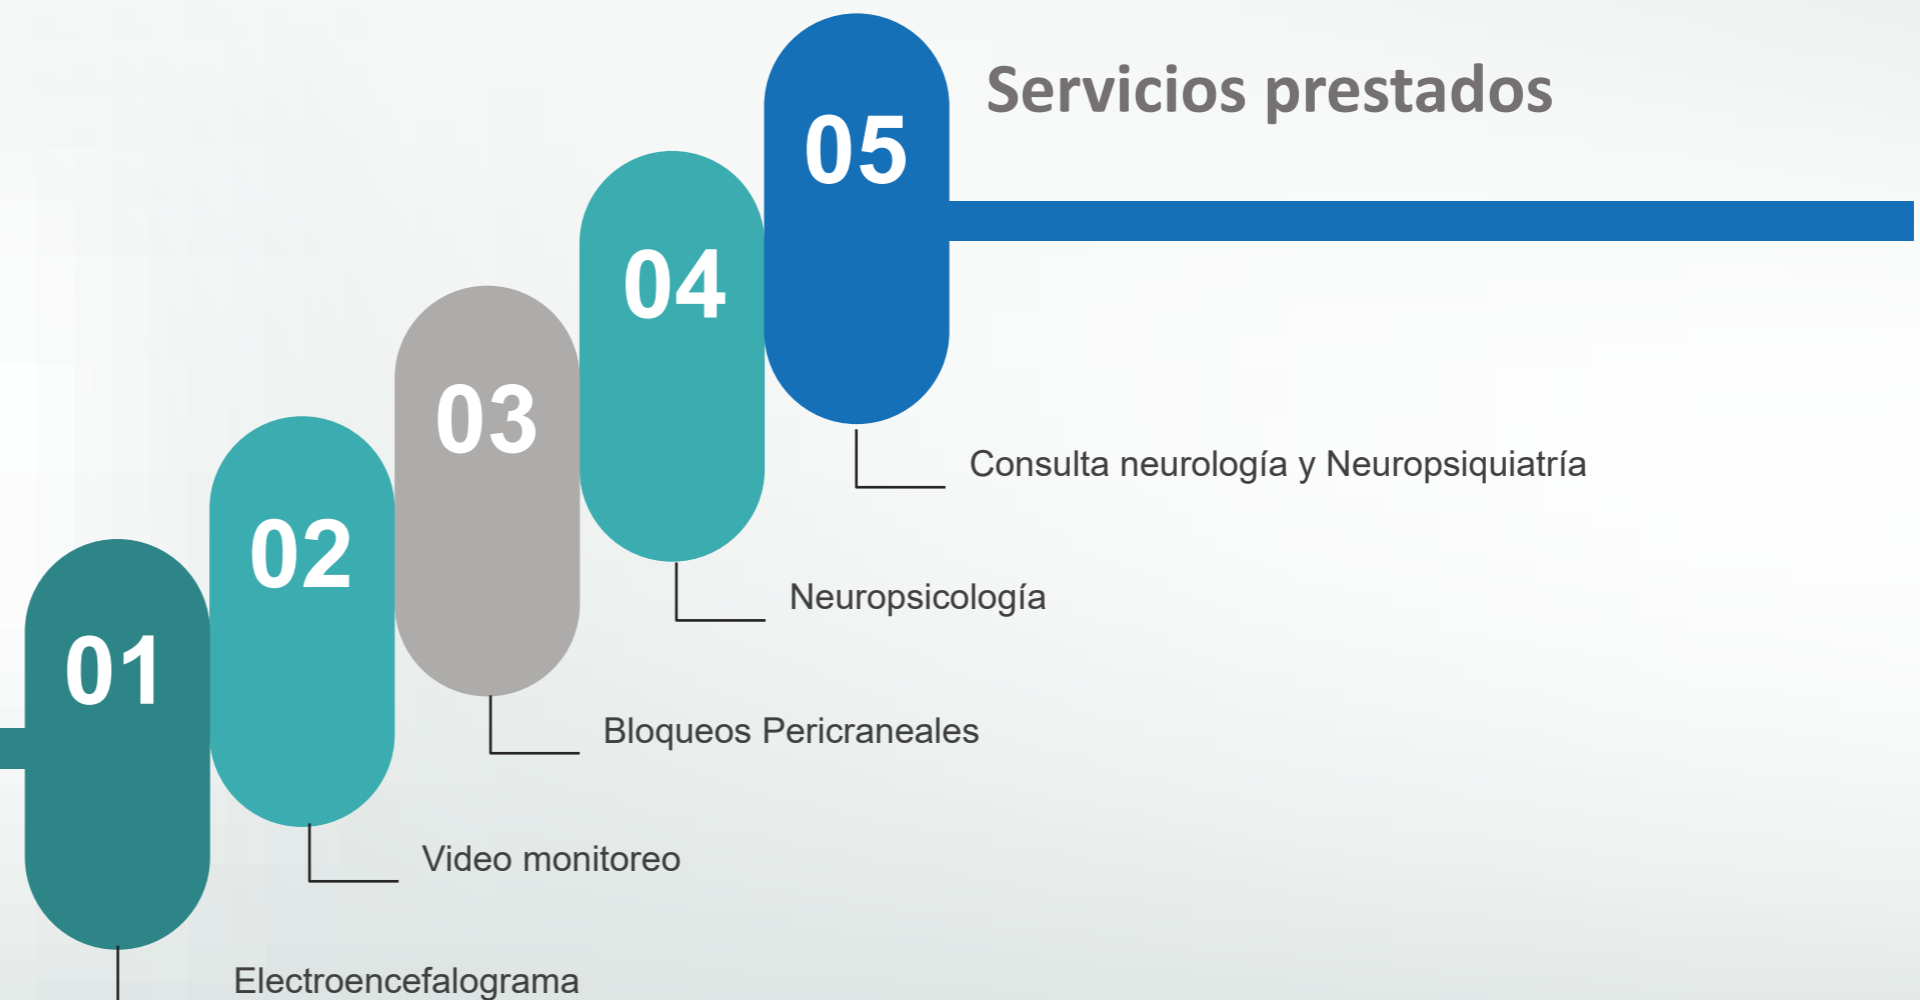 Servicios prestados
05
Consulta neurología y Neuropsiquiatría
04
Neuropsicología
03
Bloqueos Pericraneales
02
Video monitoreo
01
Electroencefalograma